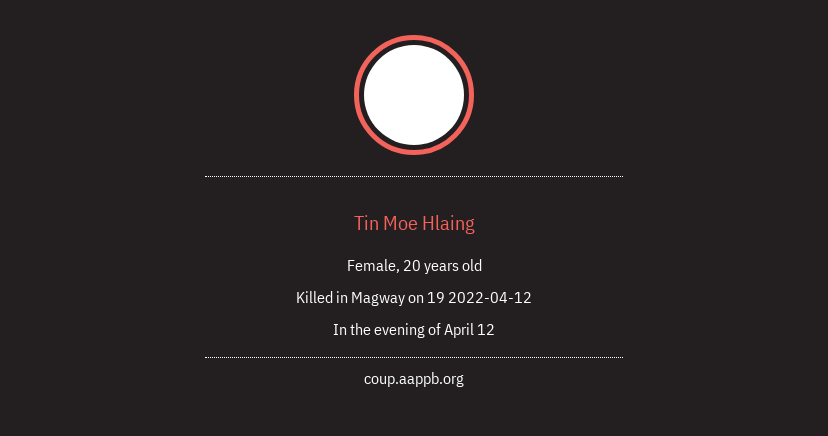 Tin Moe Hlaing
Female, 20 years old
Killed in Magway on 19 2022-04-12
In the evening of April 12
coup.aappb.org